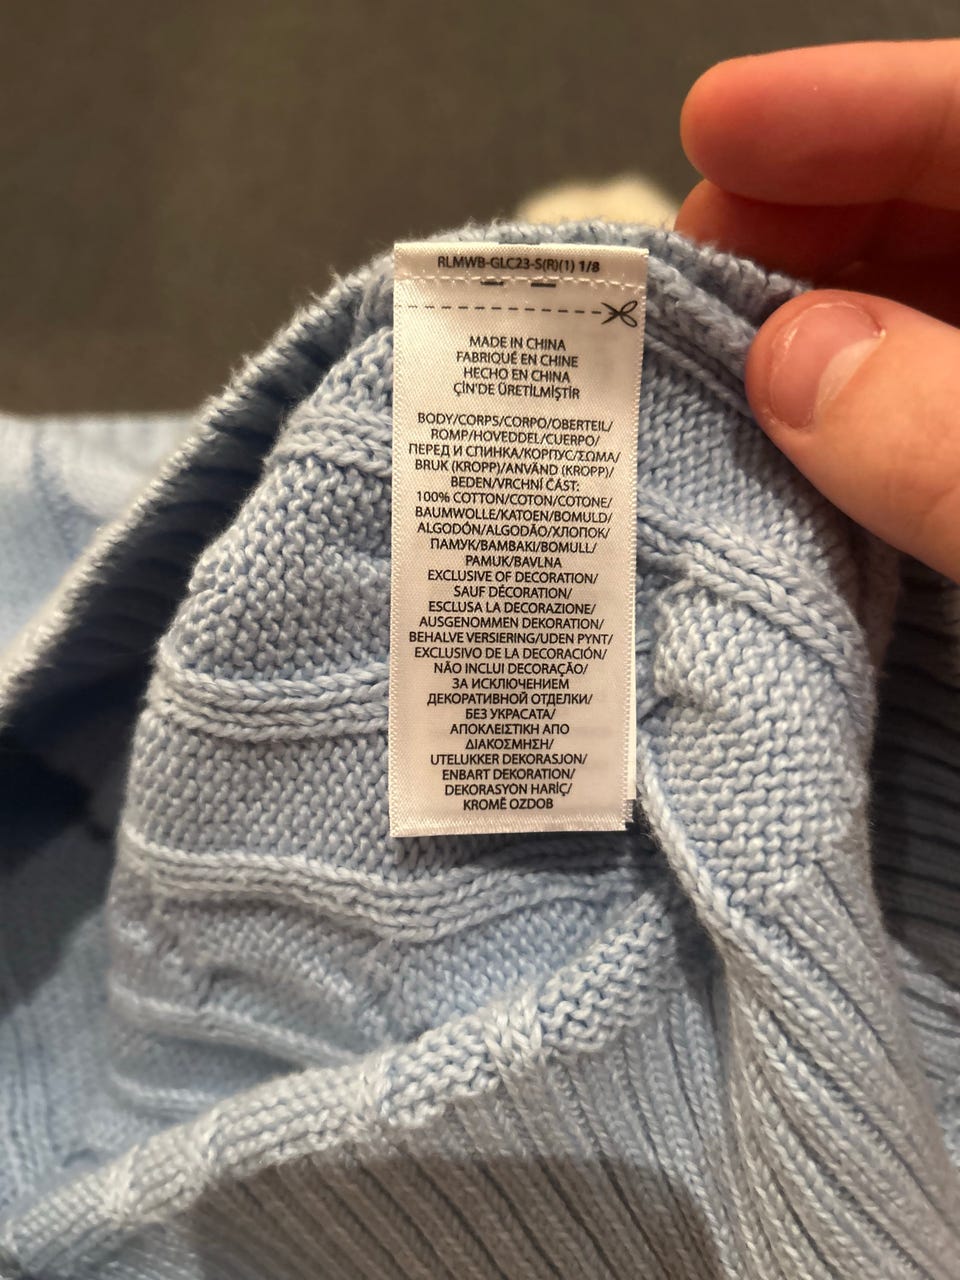 RLMWB-GLC23-S(R)(1) 1/8
MADE IN CHINA
FABRIQUÉ EN CHINE
HECHO EN CHINA
ÇİN'DE ÜRETİLMİŞTİR
BODY/CORPS/CORPO/OBERTEIL/
ROMP/HOVEDDEL/CUERPO/
ПЕРЕД И СПИНКА/КОРПУС/ΣΩΜΑ/
BRUK (KROPP)/ANVÄND (KROPP)/
BEDEN/VRCHNÍ ČÁST:
100% COTTON/COTON/COTONE/
BAUMWOLLE/KATOEN/BOMULD/
ALGODÓN/ALGODÃO/ХЛОПОК/
ПАМУК/ΒΑΜΒΑΚΙ/BOMULL/
PAMUK/BAVLNA
EXCLUSIVE OF DECORATION/
SAUF DÉCORATION/
ESCLUSA LA DECORAZIONE/
AUSGENOMMEN DEKORATION/
BEHALVE VERSIERING/UDEN PYNT/
EXCLUSIVO DE LA DECORACIÓN/
NÃO INCLUI DECORAÇÃO/
ЗА ИСКЛЮЧЕНИЕМ
ДЕКОРАТИВНОЙ ОТДЕЛКИ/
БЕЗ УКРАСАТА/
ΑΠΟΚΛΕΙΣΤΙΚΗ ΑΠΟ
ΔΙΑΚΟΣΜΗΣΗ/
UTELUKKER DEKORASJON/
ENBART DEKORATION/
DEKORASYON HARİÇ/
KROMĚ OZDOB